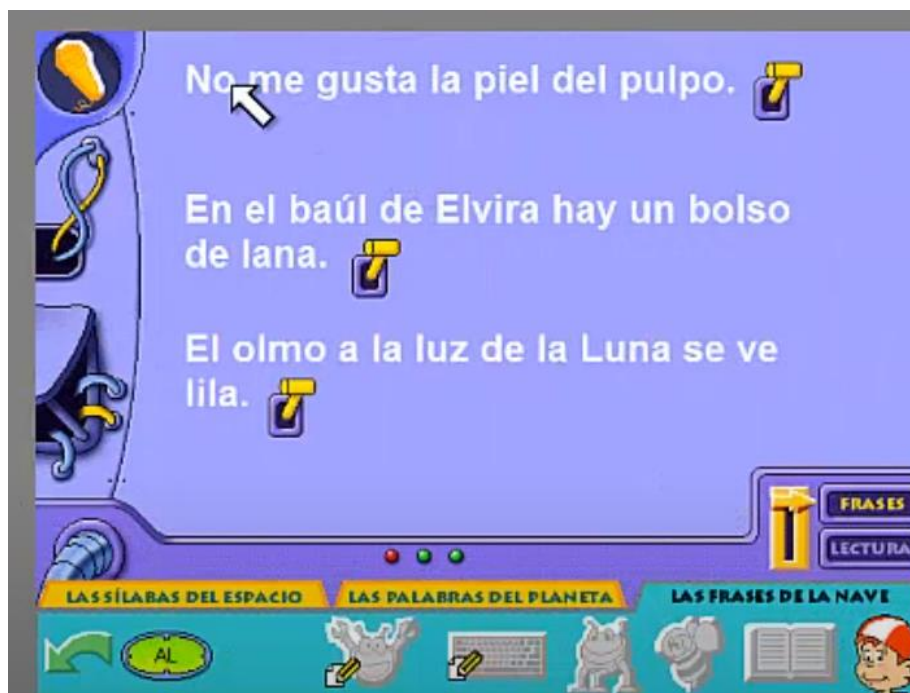 No me gusta la piel del pulpo.
En el baúl de Elvira hay un bolso
de lana.
El olmo a la luz de la Luna se ve
lila.
FRASES
LECTURA
LAS SÍLABAS DEL ESPACIO
LAS PALABRAS DEL PLANETA
LAS FRASES DE LA NAVE
AL